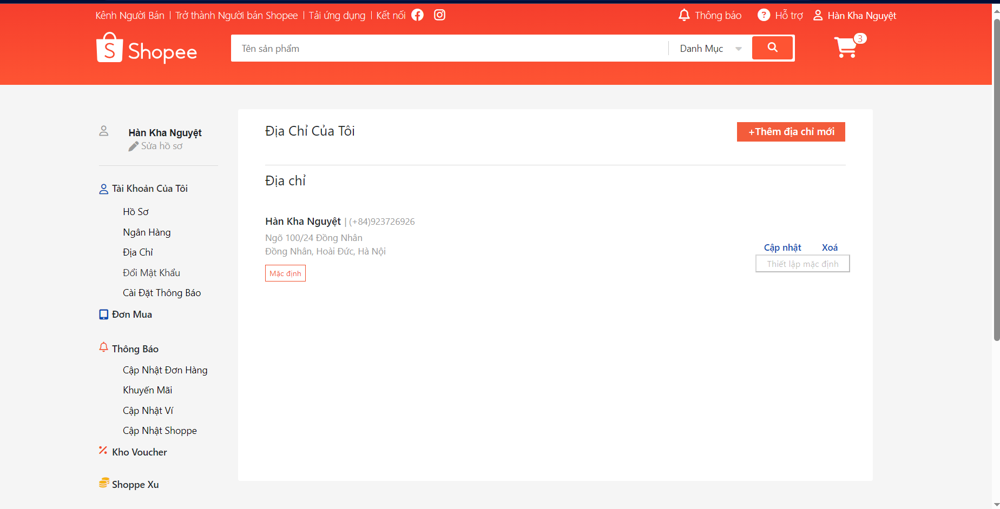 Kênh Người Bán | Trở thành Người bán Shopee | Tải ứng dụng | Kết nối
Thông báo ? Hỗ trợ Hàn Kha Nguyệt
S Shopee
Tên sản phẩm
Danh Mục
3
Hàn Kha Nguyệt
Sửa hồ sơ
Tài Khoản Của Tôi
Hồ Sơ
Ngân Hàng
Địa Chỉ
Đổi Mật Khẩu
Cài Đặt Thông Báo
Đơn Mua
Thông Báo
Cập Nhật Đơn Hàng
Khuyến Mãi
Cập Nhật Ví
Cập Nhật Shoppe
Kho Voucher
Shoppe Xu
Địa Chỉ Của Tôi
+Thêm địa chỉ mới
Địa chỉ
Hàn Kha Nguyệt | (+84)923726926
Ngõ 100/24 Đồng Nhân
Đồng Nhân, Hoài Đức, Hà Nội
Mặc định
Cập nhật Xoá
Thiết lập mặc định